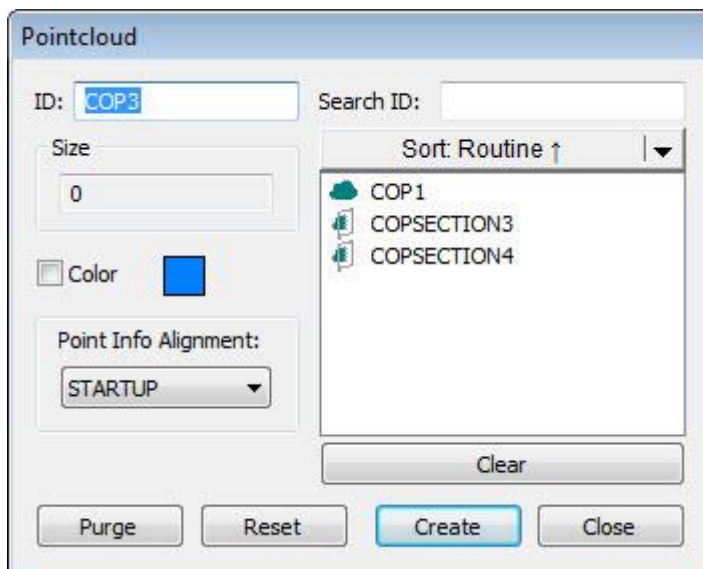 Pointcloud
ID: COP3
Search ID:
Size
0
Sort: Routine ↑
COP1
COPSECTION3
COPSECTION4
Color
Point Info Alignment:
STARTUP
Clear
Purge
Reset
Create
Close